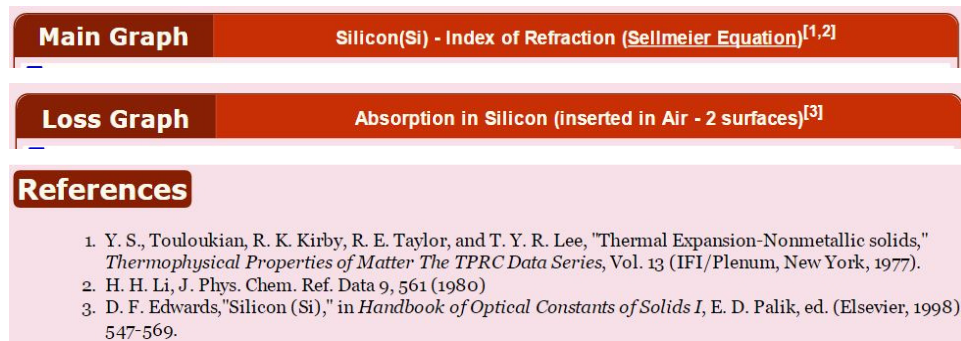 Main Graph
Silicon(Si) - Index of Refraction (Sellmeier Equation)[1,2]
Loss Graph
Absorption in Silicon (inserted in Air - 2 surfaces)[3]
References
1. Y. S., Touloukian, R. K. Kirby, R. E. Taylor, and T. Y. R. Lee, "Thermal Expansion-Nonmetallic solids,"
Thermophysical Properties of Matter The TPRC Data Series, Vol. 13 (IFI/Plenum, New York, 1977).
2. H. H. Li, J. Phys. Chem. Ref. Data 9, 561 (1980)
3. D. F. Edwards,"Silicon (Si)," in Handbook of Optical Constants of Solids I, E. D. Palik, ed. (Elsevier, 1998)
547-569.